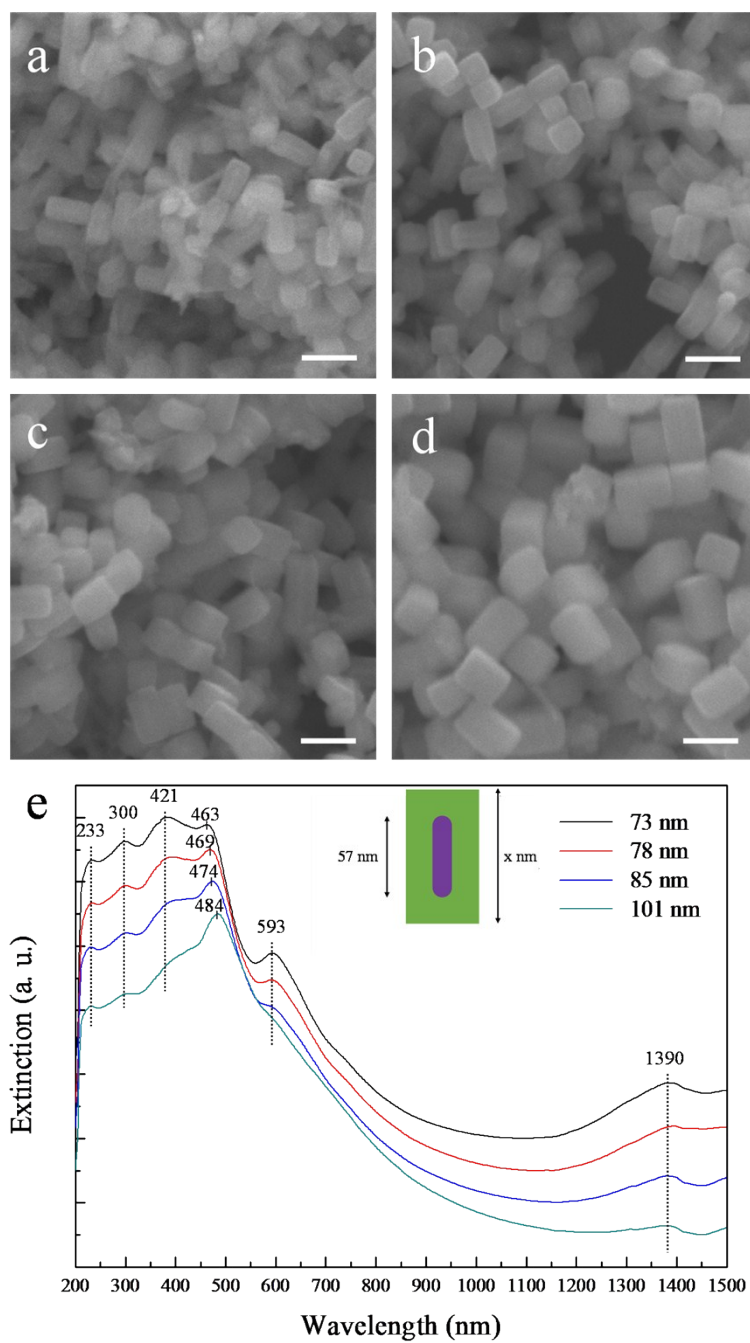 a
b
c
d
e
233
300
421
463
469
474
484
593
1390
57 nm
x nm
73 nm
78 nm
85 nm
101 nm
Extinction (a. u.)
200 300 400 500 600 700 800 900 1000 1100 1200 1300 1400 1500
Wavelength (nm)